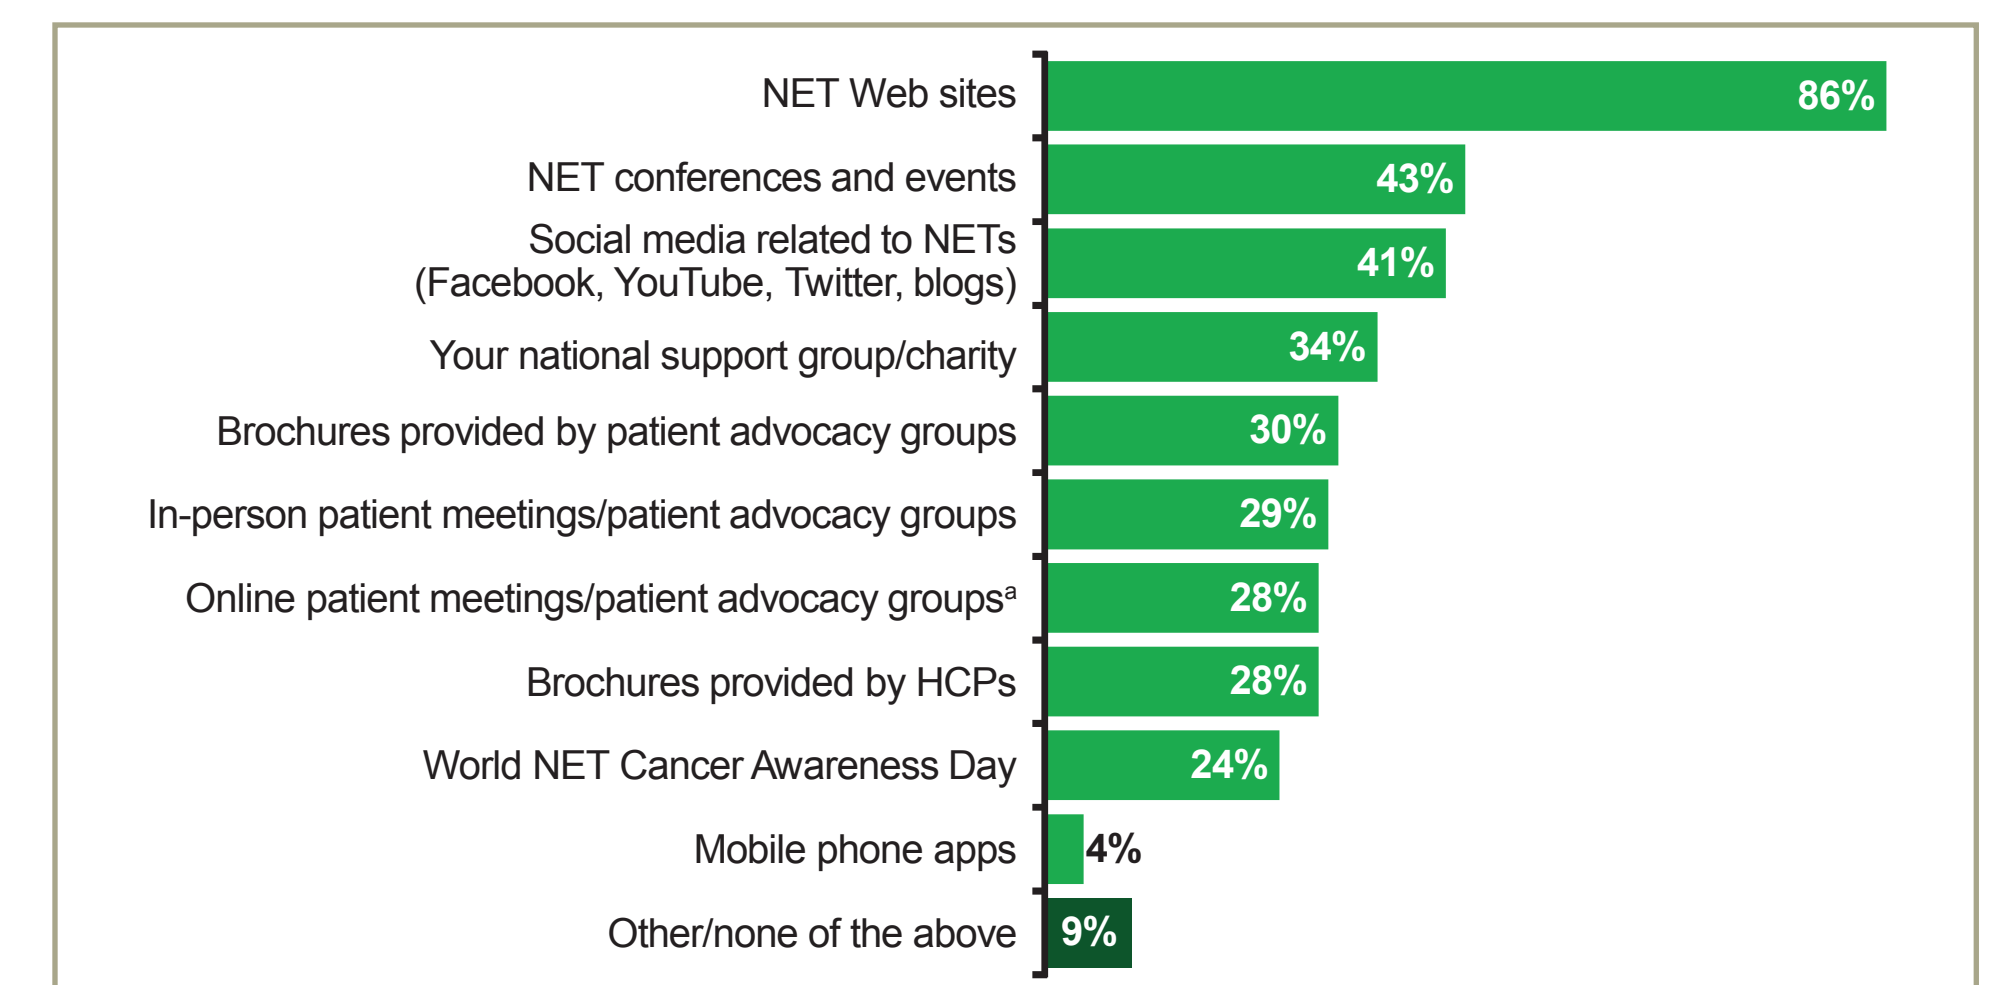 NET Web sites 86%
NET conferences and events 43%
Social media related to NETs
(Facebook, YouTube, Twitter, blogs) 41%
Your national support group/charity 34%
Brochures provided by patient advocacy groups 30%
In-person patient meetings/patient advocacy groups 29%
Online patient meetings/patient advocacy groupsᵃ 28%
Brochures provided by HCPs 28%
World NET Cancer Awareness Day 24%
Mobile phone apps 4%
Other/none of the above 9%